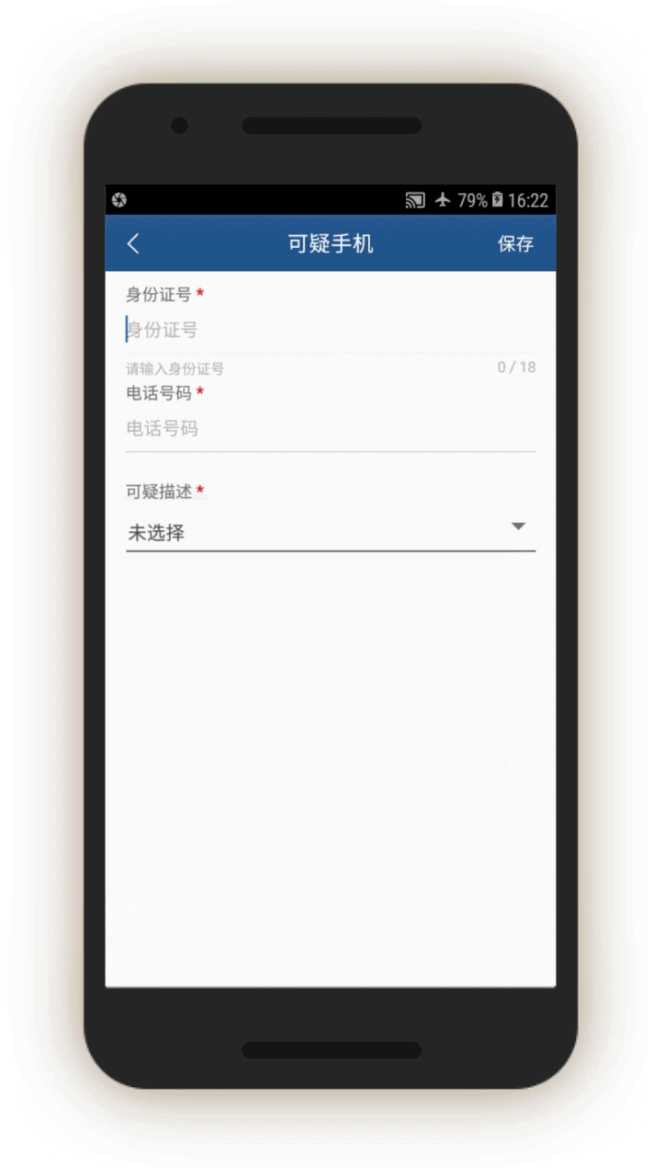 79% 16:22
可疑手机 保存
身份证号 *
身份证号
请输入身份证号 0 / 18
电话号码 *
电话号码
可疑描述 *
未选择